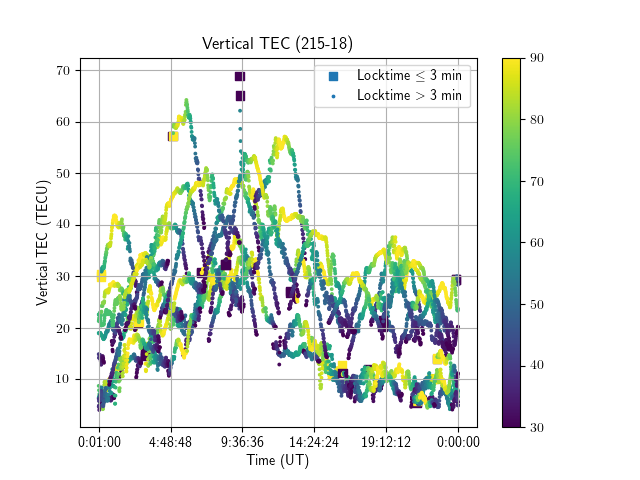 Vertical TEC (215-18)
Locktime ≤ 3 min
Locktime > 3 min
Vertical TEC (TECU)
70
60
50
40
30
20
10
0:01:00 4:48:48 9:36:36 14:24:24 19:12:12 0:00:00
Time (UT)
90
80
70
60
50
40
30